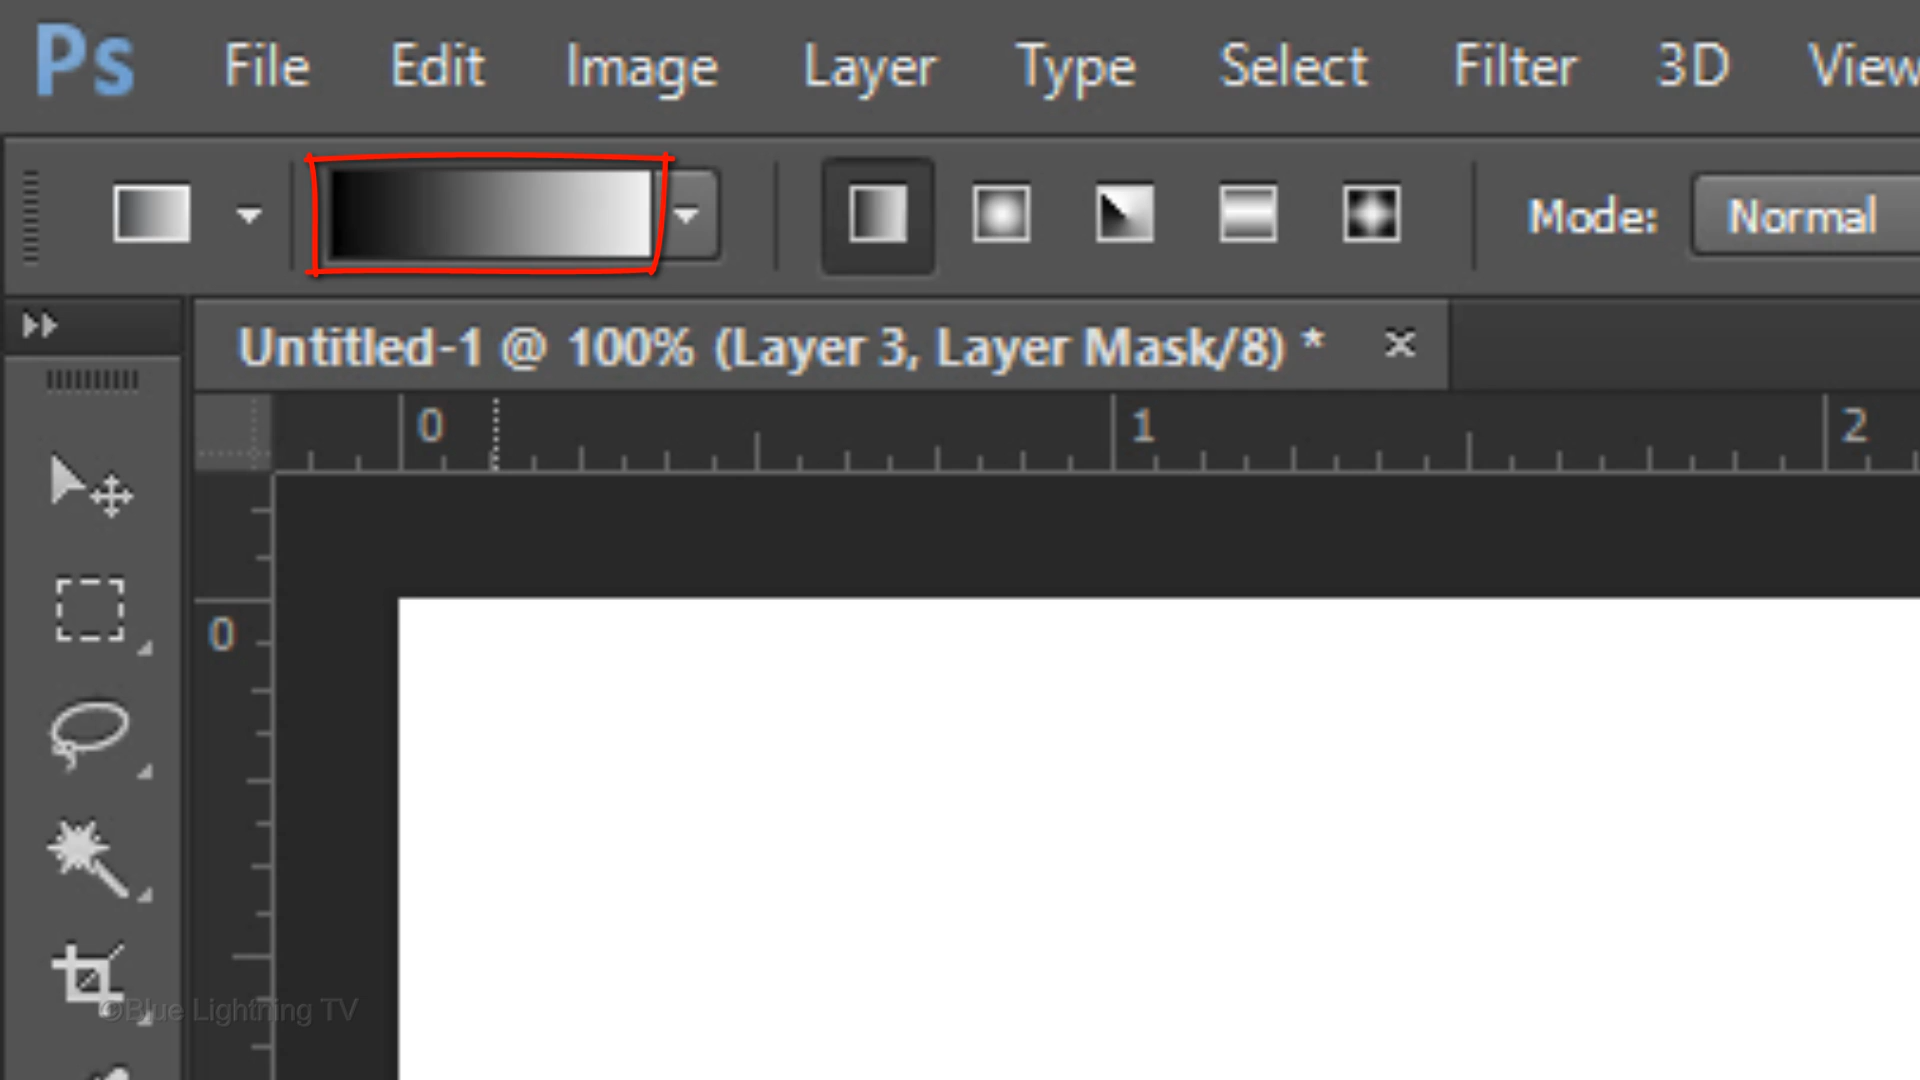 Ps File Edit Image Layer Type Select Filter 3D View
Mode: Normal
Untitled-1 @ 100% (Layer 3, Layer Mask/8) * ×
0 1 2
0
©Blue Lightning TV